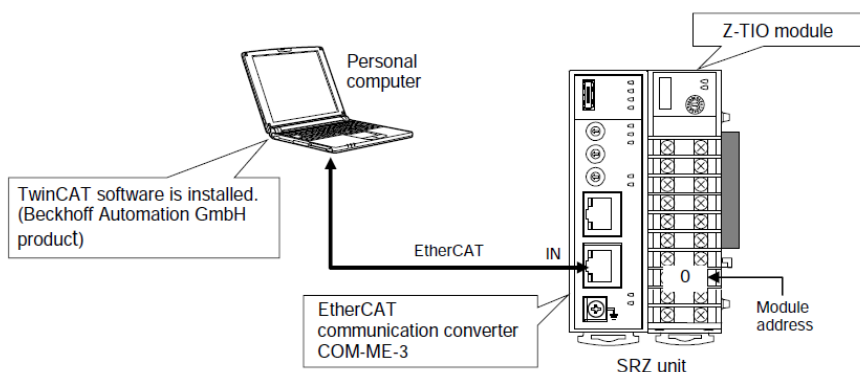 Z-TIO module
Personal
computer
TwinCAT software is installed.
(Beckhoff Automation GmbH
product)
EtherCAT
IN
0
Module
address
EtherCAT
communication converter
COM-ME-3
SRZ unit